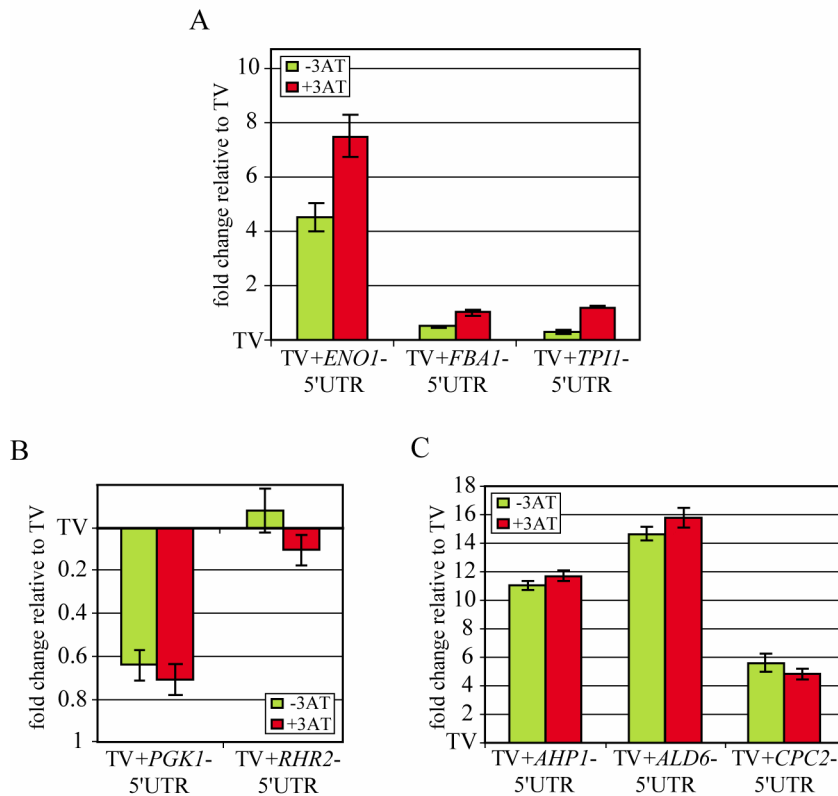 A
fold change relative to TV
10
8
6
4
2
TV
-3AT
+3AT
TV+ENO1-
5'UTR
TV+FBA1-
5'UTR
TV+TPI1-
5'UTR
B
fold change relative to TV
TV
0.2
0.4
0.6
0.8
1
-3AT
+3AT
TV+PGK1-
5'UTR
TV+RHR2-
5'UTR
C
fold change relative to TV
18
16
14
12
10
8
6
4
2
TV
-3AT
+3AT
TV+AHP1-
5'UTR
TV+ALD6-
5'UTR
TV+CPC2-
5'UTR